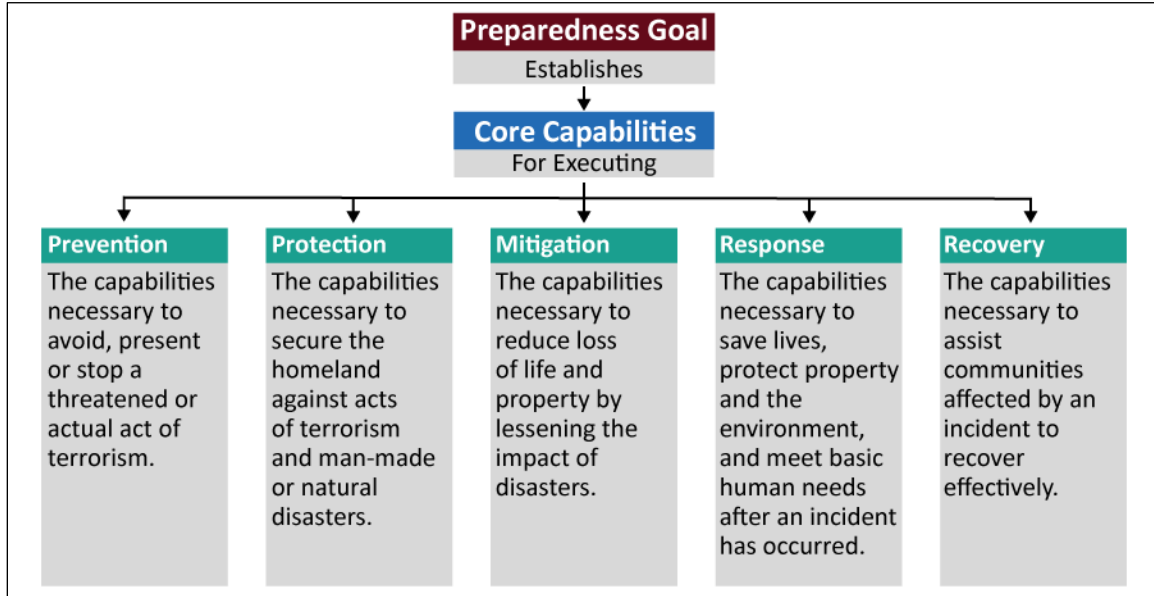 Preparedness Goal
Establishes
Core Capabilities
For Executing
Prevention
The capabilities
necessary to
avoid, present
or stop a
threatened or
actual act of
terrorism.
Protection
The capabilities
necessary to
secure the
homeland
against acts
of terrorism
and man-made
or natural
disasters.
Mitigation
The capabilities
necessary to
reduce loss
of life and
property by
lessening the
impact of
disasters.
Response
The capabilities
necessary to
save lives,
protect property
and the
environment,
and meet basic
human needs
after an incident
has occurred.
Recovery
The capabilities
necessary to
assist
communities
affected by an
incident to
recover
effectively.